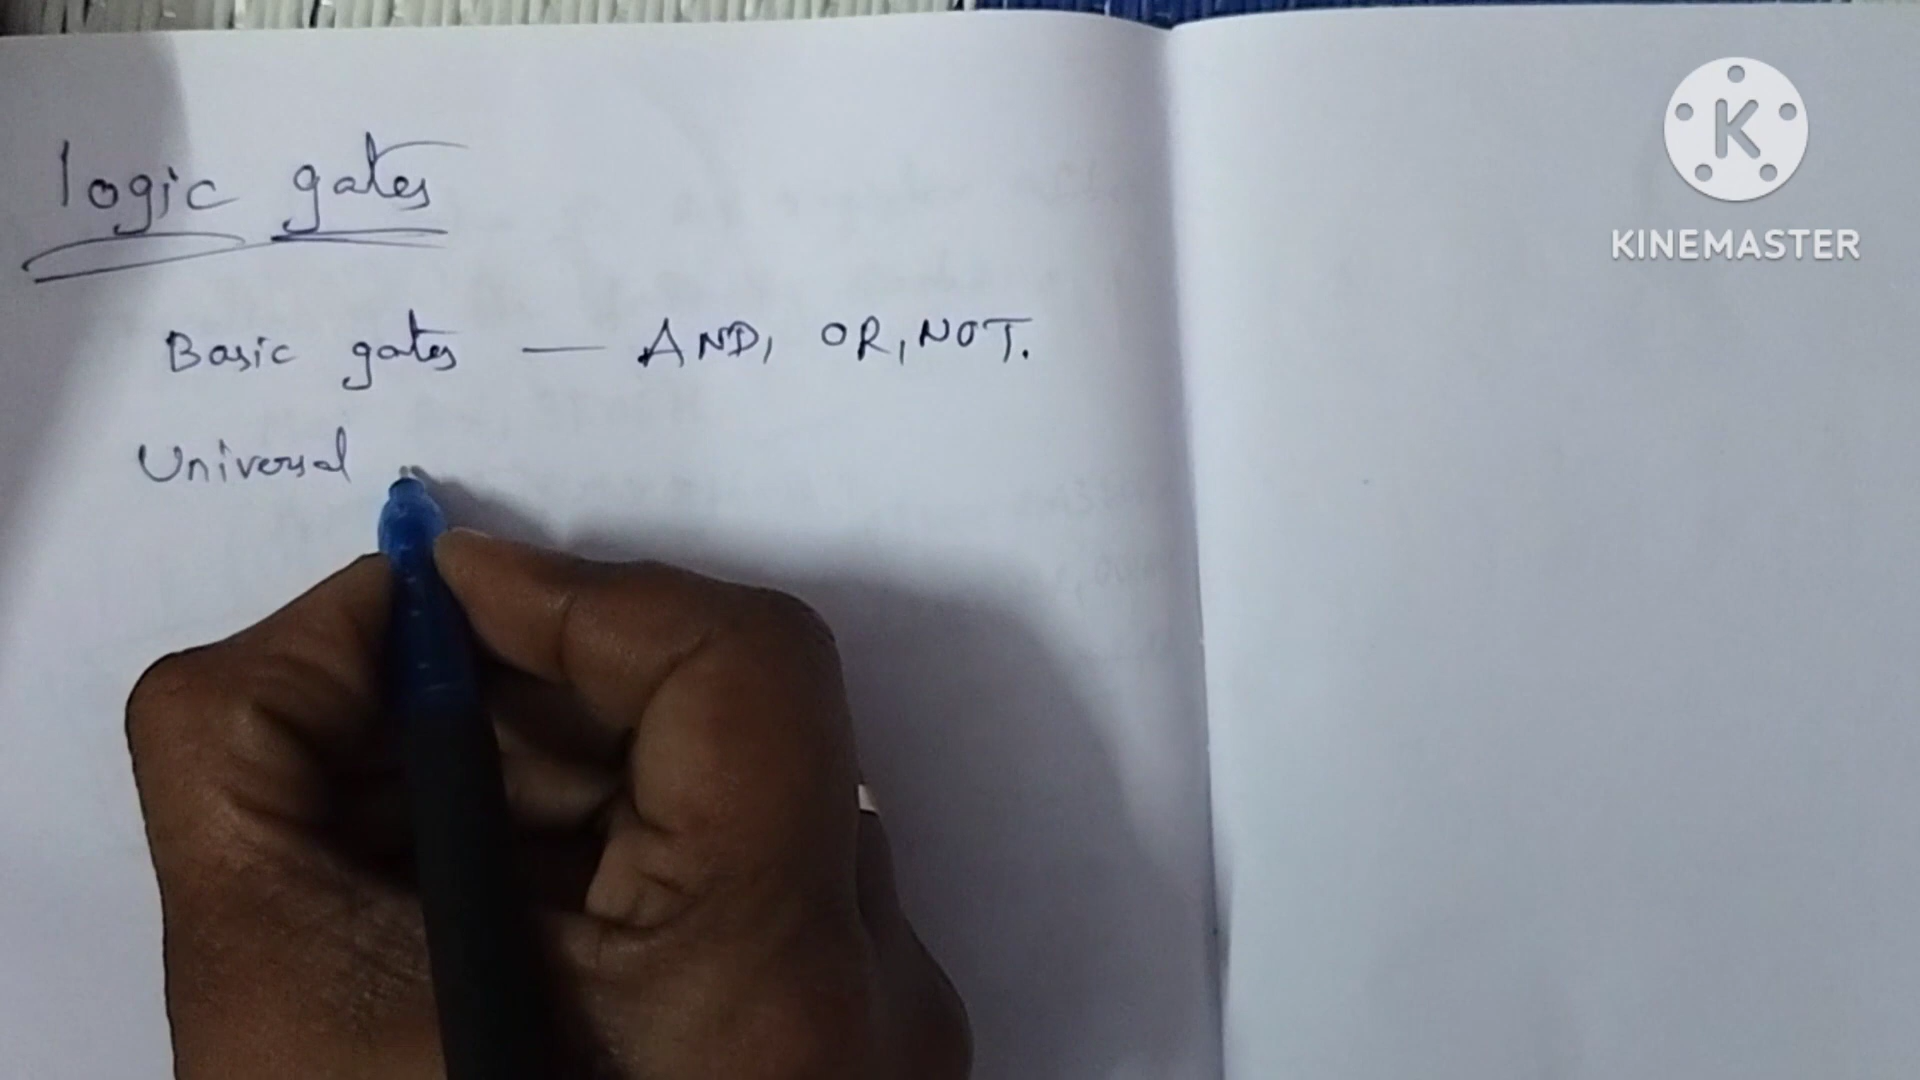 logic gates
Basic gates — AND, OR, NOT.
Universal
KINEMASTER